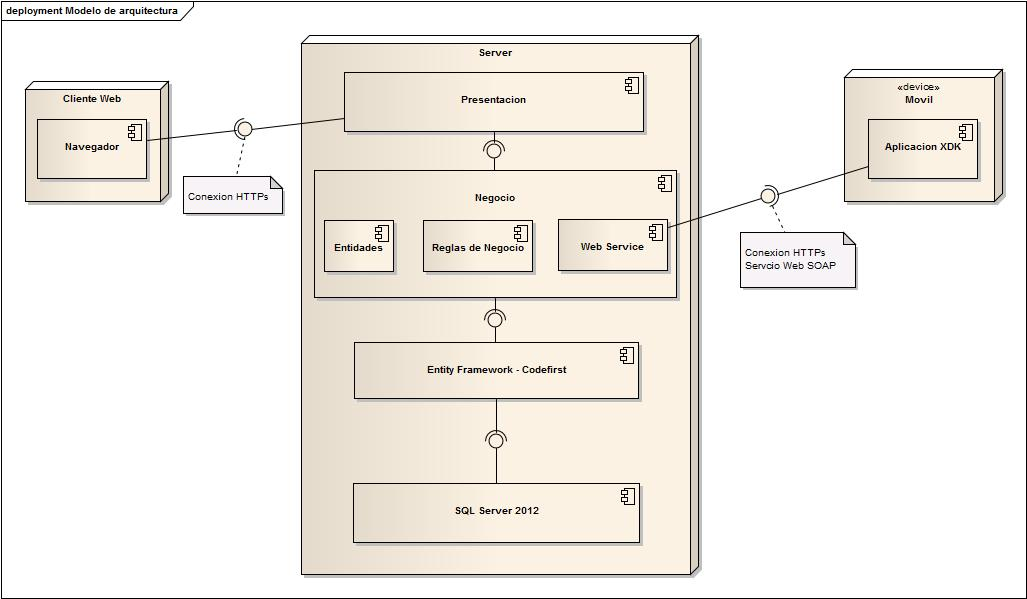 deployment Modelo de arquitectura
Server
Cliente Web
Navegador
Conexion HTTPs
Presentacion
Negocio
Entidades
Reglas de Negocio
Web Service
Entity Framework - Codefirst
SQL Server 2012
«device»
Movil
Aplicacion XDK
Conexion HTTPs
Servcio Web SOAP